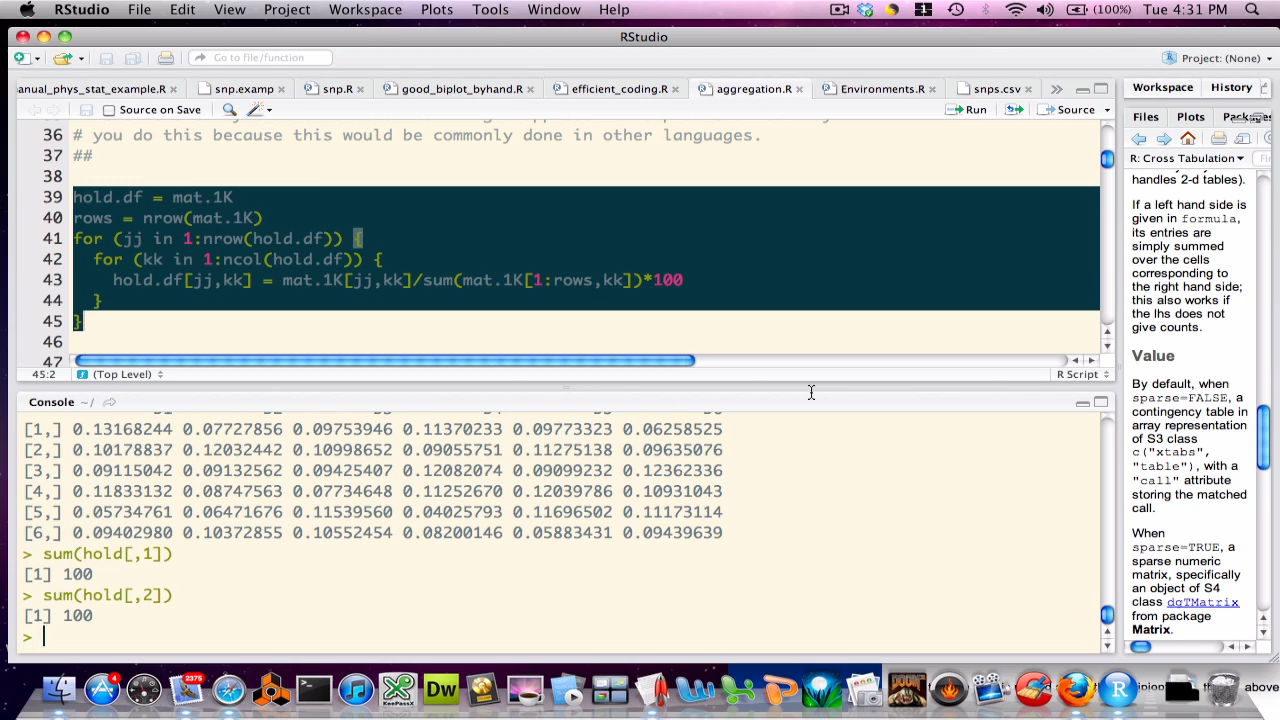 RStudio File Edit View Project Workspace Plots Tools Window Help (100%) Tue 4:31 PM
RStudio
Go to file/function Project: (None)
anual_phys_stat_example.R snp.examp snp.R good_biplot_byhand.R efficient_coding.R aggregation.R Environments.R snps.csv
Source on Save Run Source
36 # you do this because this would be commonly done in other languages.
37 ##
38
39 hold.df = mat.1K
40 rows = nrow(mat.1K)
41 for (jj in 1:nrow(hold.df)) {
42 for (kk in 1:ncol(hold.df)) {
43 hold.df[jj,kk] = mat.1K[jj,kk]/sum(mat.1K[1:rows,kk])*100
44 }
45 }
46
47
45:2 (Top Level) R Script
Console ~/
[1,] 0.13168244 0.07727856 0.09753946 0.11370233 0.09773323 0.06258525
[2,] 0.10178837 0.12032442 0.10998652 0.09055751 0.11275138 0.09635076
[3,] 0.09115042 0.09132562 0.09425407 0.12082074 0.09099232 0.12362336
[4,] 0.11833132 0.08747563 0.07734648 0.11252670 0.12039786 0.10931043
[5,] 0.05734761 0.06471676 0.11539560 0.04025793 0.11696502 0.11173114
[6,] 0.09402980 0.10372855 0.10552454 0.08200146 0.05883431 0.09439639
> sum(hold[,1])
[1] 100
> sum(hold[,2])
[1] 100
>
Workspace History
Files Plots
R: Cross Tabulation
handles 2-d tables).
If a left hand side is
given in formula,
its entries are
simply summed
over the cells
corresponding to
the right hand side;
this also works if
the lhs does not
give counts.
Value
By default, when
sparse=FALSE, a
contingency table in
array representation
of S3 class
c("xtabs",
"table"), with a
"call" attribute
storing the matched
call.
When
sparse=TRUE, a
sparse numeric
matrix, specifically
an object of S4
class dgTMatrix
from package
Matrix.
4 2375 KeePassX Dw DOOM R
above